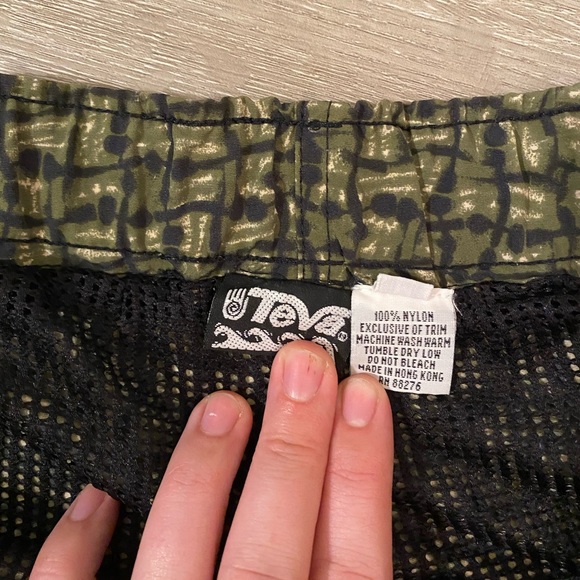 Teva
100% NYLON
EXCLUSIVE OF TRIM
MACHINE WASH WARM
TUMBLE DRY LOW
DO NOT BLEACH
MADE IN HONG KONG
RN 88276